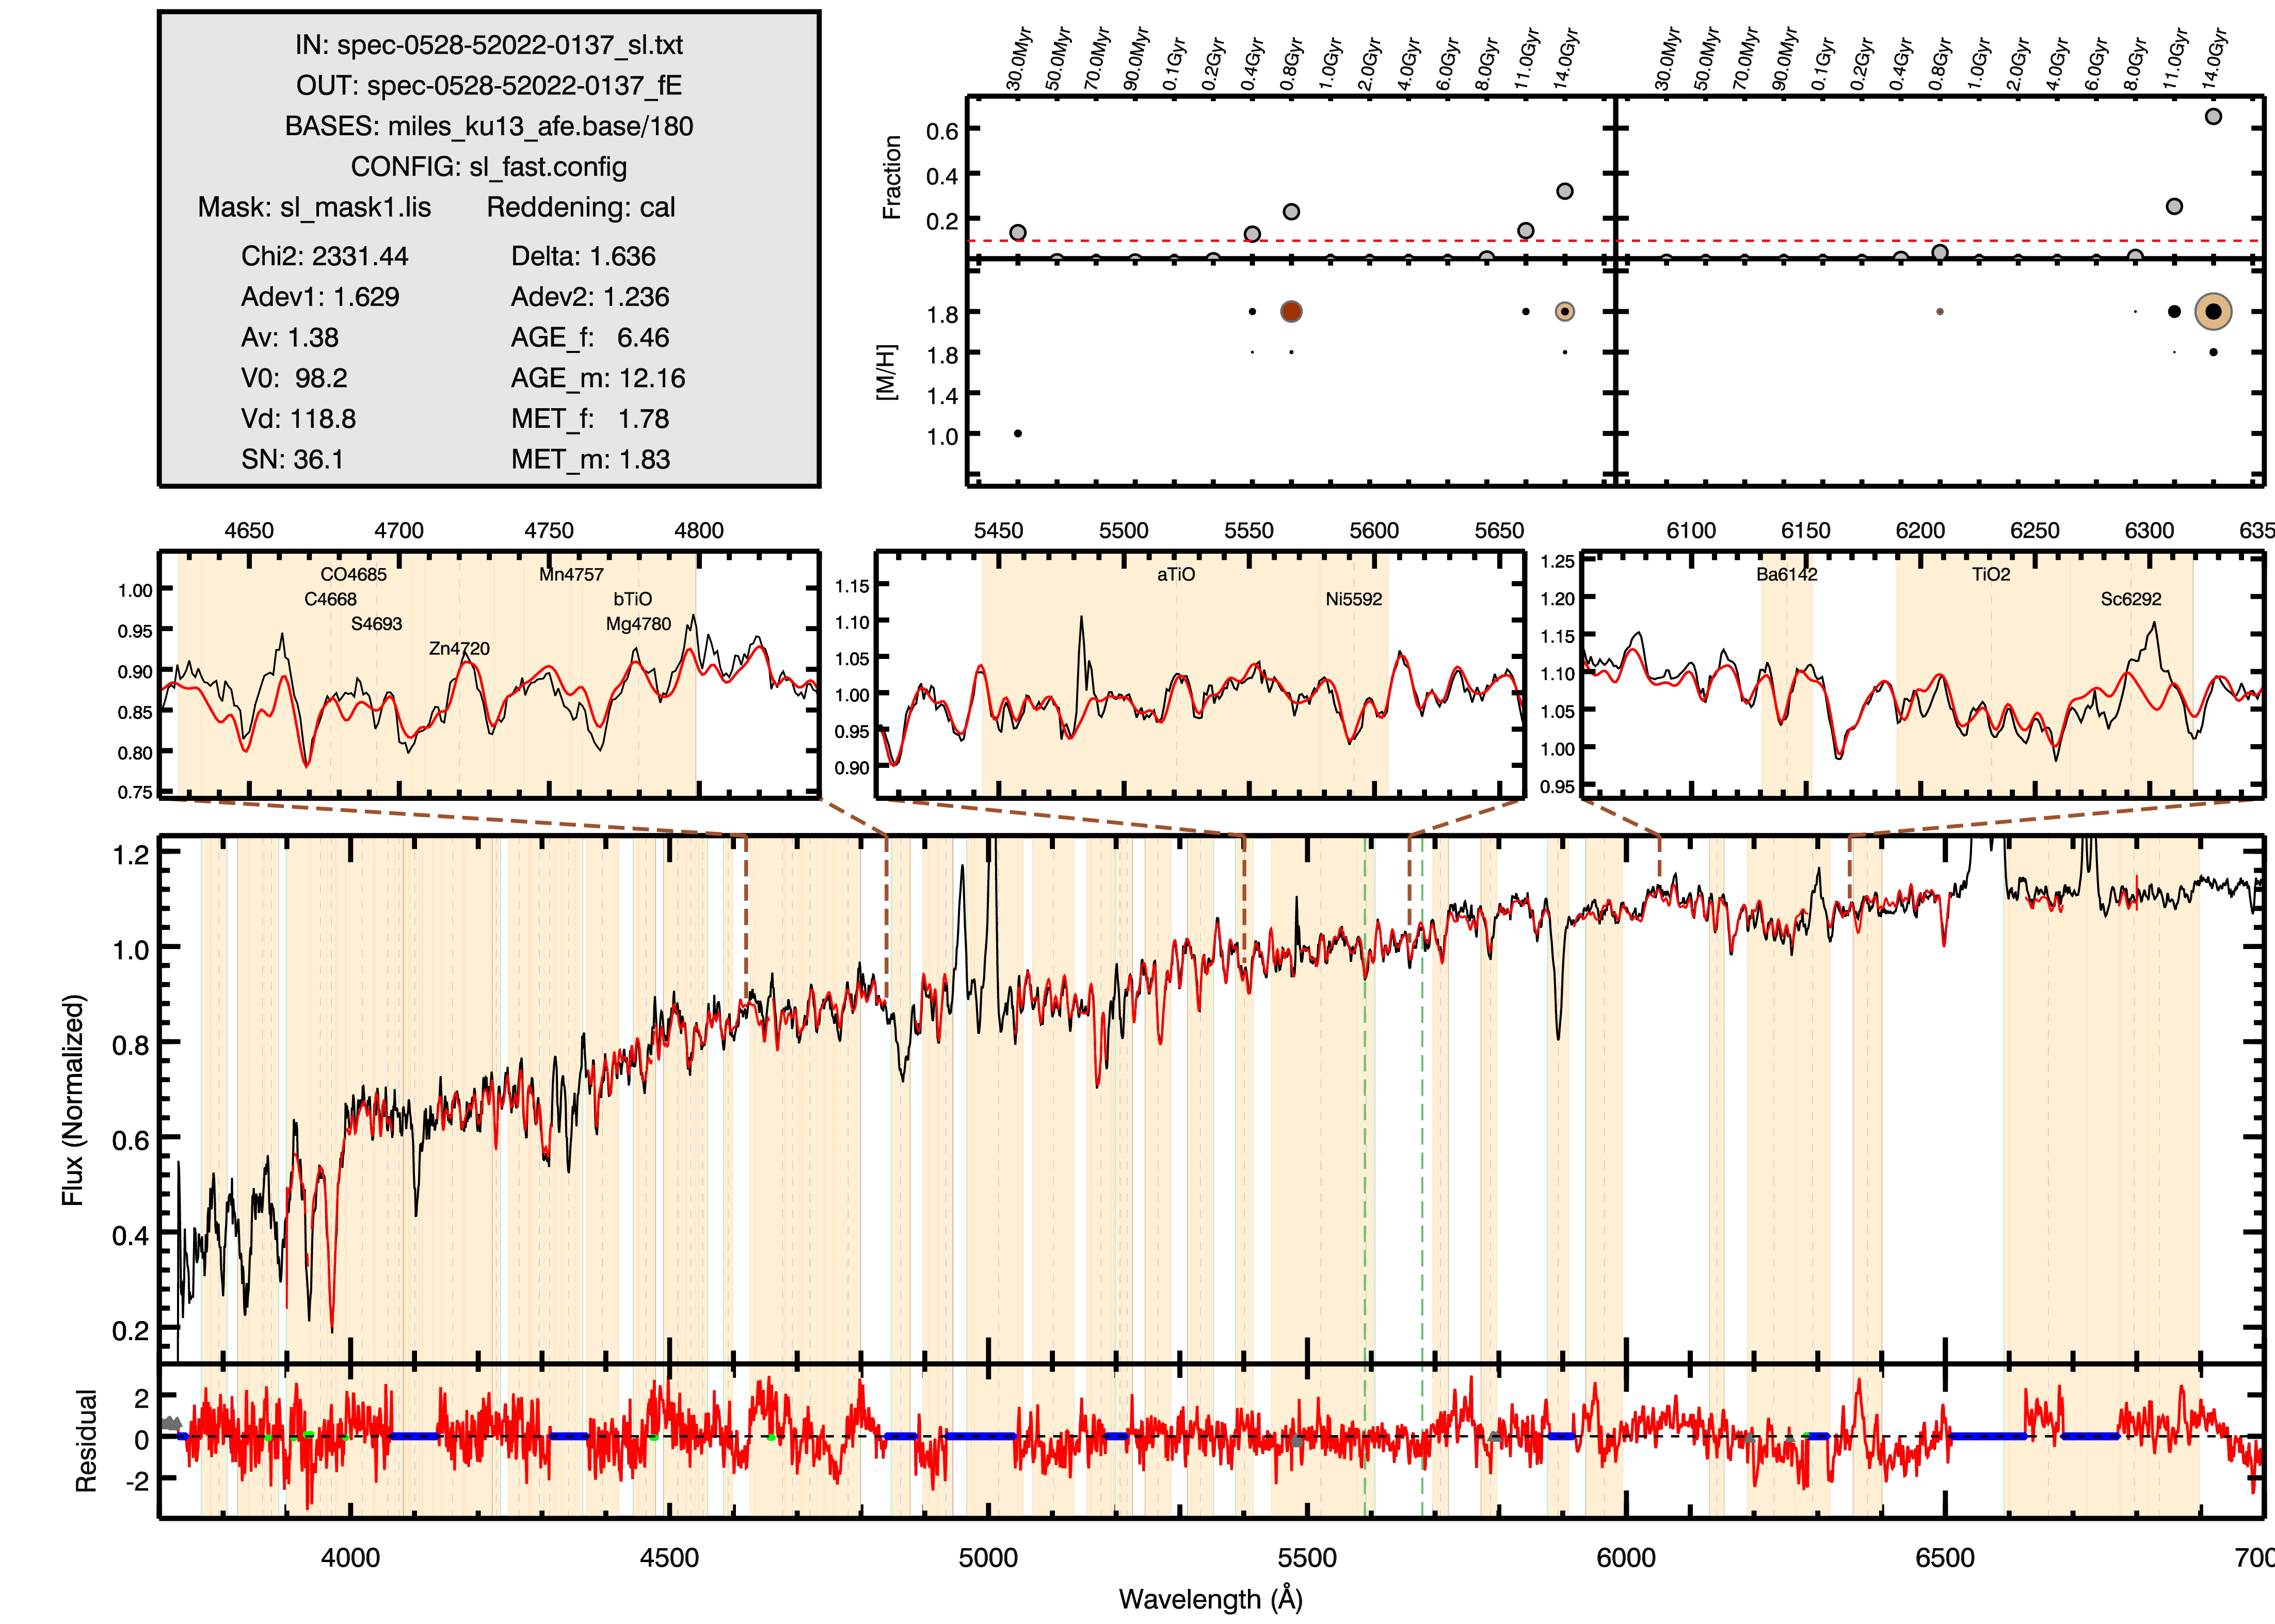 IN: spec-0528-52022-0137_sl.txt
OUT: spec-0528-52022-0137_fE
BASES: miles_ku13_afe.base/180
CONFIG: sl_fast.config
Mask: sl_mask1.lis Reddening: cal
Chi2: 2331.44 Delta: 1.636
Adev1: 1.629 Adev2: 1.236
Av: 1.38 AGE_f: 6.46
V0: 98.2 AGE_m: 12.16
Vd: 118.8 MET_f: 1.78
SN: 36.1 MET_m: 1.83
30.0Myr 50.0Myr 70.0Myr 90.0Myr 0.1Gyr 0.2Gyr 0.4Gyr 0.8Gyr 1.0Gyr 2.0Gyr 4.0Gyr 6.0Gyr 8.0Gyr 11.0Gyr 14.0Gyr
30.0Myr 50.0Myr 70.0Myr 90.0Myr 0.1Gyr 0.2Gyr 0.4Gyr 0.8Gyr 1.0Gyr 2.0Gyr 4.0Gyr 6.0Gyr 8.0Gyr 11.0Gyr 14.0Gyr
Fraction
0.6
0.4
0.2
[M/H]
1.8
1.8
1.4
1.0
4650 4700 4750 4800
1.00
0.95
0.90
0.85
0.80
0.75
CO4685 Mn4757
C4668 bTiO
S4693 Mg4780
Zn4720
5450 5500 5550 5600 5650
1.15
1.10
1.05
1.00
0.95
0.90
aTiO
Ni5592
6100 6150 6200 6250 6300 635
1.25
1.20
1.15
1.10
1.05
1.00
0.95
Ba6142 TiO2
Sc6292
Flux (Normalized)
1.2
1.0
0.8
0.6
0.4
0.2
Residual
2
0
-2
4000 4500 5000 5500 6000 6500 700
Wavelength (Å)